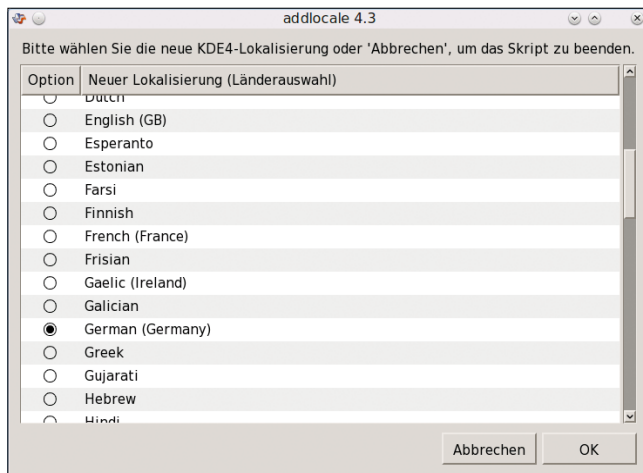 addlocale 4.3
Bitte wählen Sie die neue KDE4-Lokalisierung oder 'Abbrechen', um das Skript zu beenden.
Option Neuer Lokalisierung (Länderauswahl)
Dutch
English (GB)
Esperanto
Estonian
Farsi
Finnish
French (France)
Frisian
Gaelic (Ireland)
Galician
German (Germany)
Greek
Gujarati
Hebrew
Hindi
Abbrechen OK